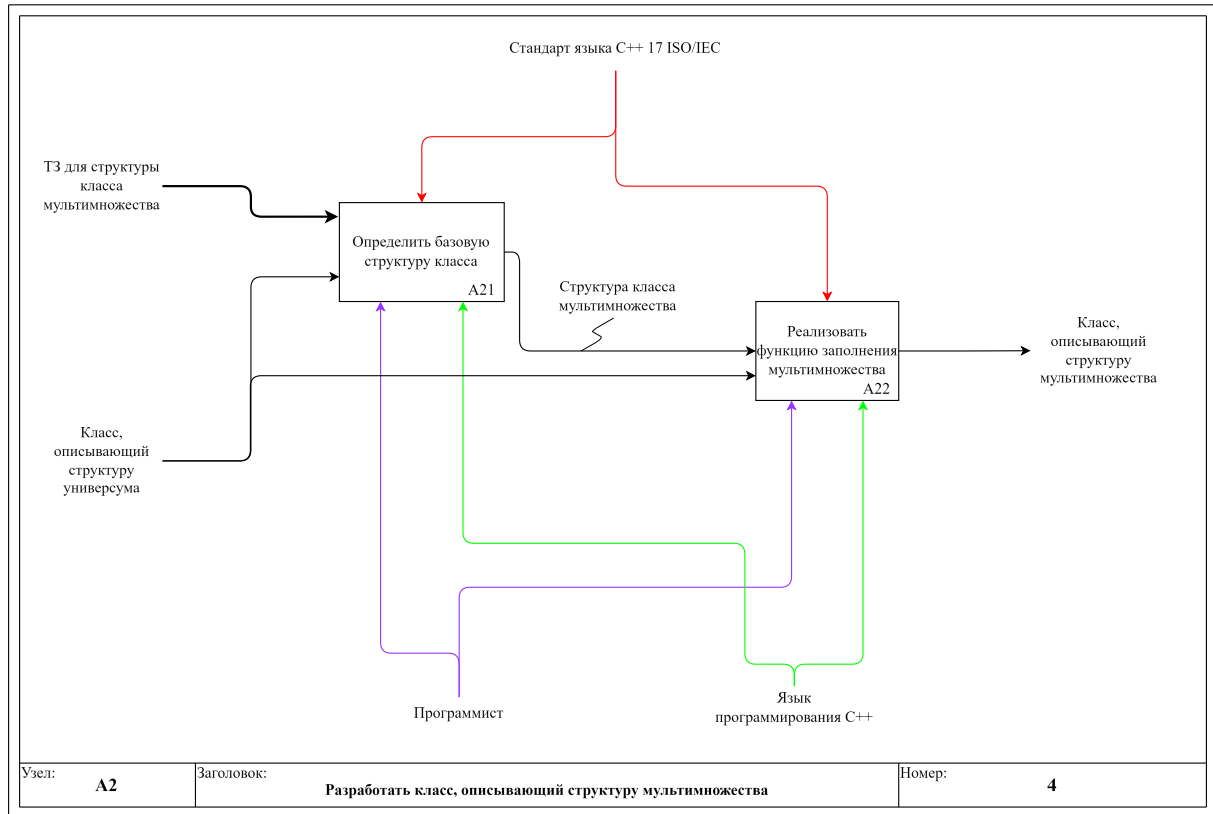 Стандарт языка C++ 17 ISO/IEC
ТЗ для структуры
класса
мультимножества
Определить базовую
структуру класса
A21
Структура класса
мультимножества
Реализовать
функцию заполнения
мультимножества
A22
Класс,
описывающий
структуру
мультимножества
Класс,
описывающий
структуру
универсума
Программист
Язык
программирования C++
Узел:
A2
Заголовок:
Разработать класс, описывающий структуру мультимножества
Номер:
4